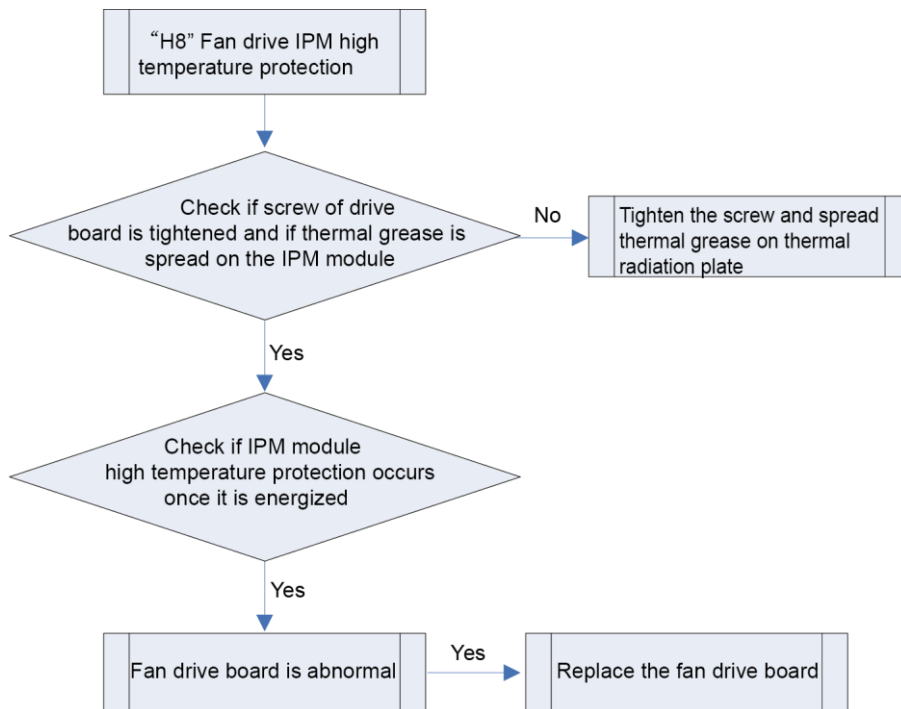 “H8” Fan drive IPM high
temperature protection
Check if screw of drive
board is tightened and if thermal grease is
spread on the IPM module
No
Tighten the screw and spread
thermal grease on thermal
radiation plate
Yes
Check if IPM module
high temperature protection occurs
once it is energized
Yes
Fan drive board is abnormal
Yes
Replace the fan drive board